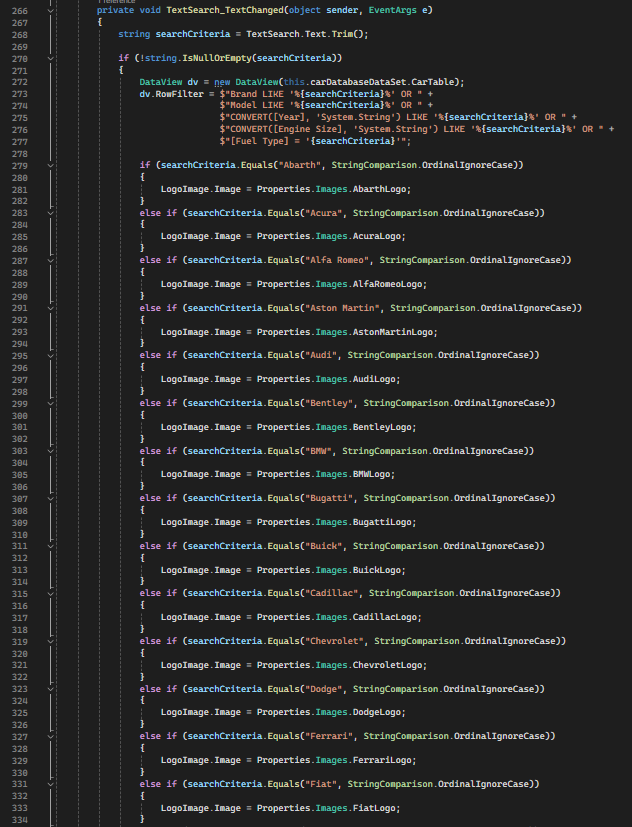 1 reference
266 private void TextSearch_TextChanged(object sender, EventArgs e)
267 {
268 string searchCriteria = TextSearch.Text.Trim();
269
270 if (!string.IsNullOrEmpty(searchCriteria))
271 {
272 DataView dv = new DataView(this.carDatabaseDataSet.CarTable);
273 dv.RowFilter = $"Brand LIKE '%{searchCriteria}%' OR " +
274 $"Model LIKE '%{searchCriteria}%' OR " +
275 $"CONVERT([Year], 'System.String') LIKE '%{searchCriteria}%' OR " +
276 $"CONVERT([Engine Size], 'System.String') LIKE '%{searchCriteria}%' OR " +
277 $"[Fuel Type] = '{searchCriteria}'";
278
279 if (searchCriteria.Equals("Abarth", StringComparison.OrdinalIgnoreCase))
280 {
281 LogoImage.Image = Properties.Images.AbarthLogo;
282 }
283 else if (searchCriteria.Equals("Acura", StringComparison.OrdinalIgnoreCase))
284 {
285 LogoImage.Image = Properties.Images.AcuraLogo;
286 }
287 else if (searchCriteria.Equals("Alfa Romeo", StringComparison.OrdinalIgnoreCase))
288 {
289 LogoImage.Image = Properties.Images.AlfaRomeoLogo;
290 }
291 else if (searchCriteria.Equals("Aston Martin", StringComparison.OrdinalIgnoreCase))
292 {
293 LogoImage.Image = Properties.Images.AstonMartinLogo;
294 }
295 else if (searchCriteria.Equals("Audi", StringComparison.OrdinalIgnoreCase))
296 {
297 LogoImage.Image = Properties.Images.AudiLogo;
298 }
299 else if (searchCriteria.Equals("Bentley", StringComparison.OrdinalIgnoreCase))
300 {
301 LogoImage.Image = Properties.Images.BentleyLogo;
302 }
303 else if (searchCriteria.Equals("BMW", StringComparison.OrdinalIgnoreCase))
304 {
305 LogoImage.Image = Properties.Images.BMWLogo;
306 }
307 else if (searchCriteria.Equals("Bugatti", StringComparison.OrdinalIgnoreCase))
308 {
309 LogoImage.Image = Properties.Images.BugattiLogo;
310 }
311 else if (searchCriteria.Equals("Buick", StringComparison.OrdinalIgnoreCase))
312 {
313 LogoImage.Image = Properties.Images.BuickLogo;
314 }
315 else if (searchCriteria.Equals("Cadillac", StringComparison.OrdinalIgnoreCase))
316 {
317 LogoImage.Image = Properties.Images.CadillacLogo;
318 }
319 else if (searchCriteria.Equals("Chevrolet", StringComparison.OrdinalIgnoreCase))
320 {
321 LogoImage.Image = Properties.Images.ChevroletLogo;
322 }
323 else if (searchCriteria.Equals("Dodge", StringComparison.OrdinalIgnoreCase))
324 {
325 LogoImage.Image = Properties.Images.DodgeLogo;
326 }
327 else if (searchCriteria.Equals("Ferrari", StringComparison.OrdinalIgnoreCase))
328 {
329 LogoImage.Image = Properties.Images.FerrariLogo;
330 }
331 else if (searchCriteria.Equals("Fiat", StringComparison.OrdinalIgnoreCase))
332 {
333 LogoImage.Image = Properties.Images.FiatLogo;
334 }